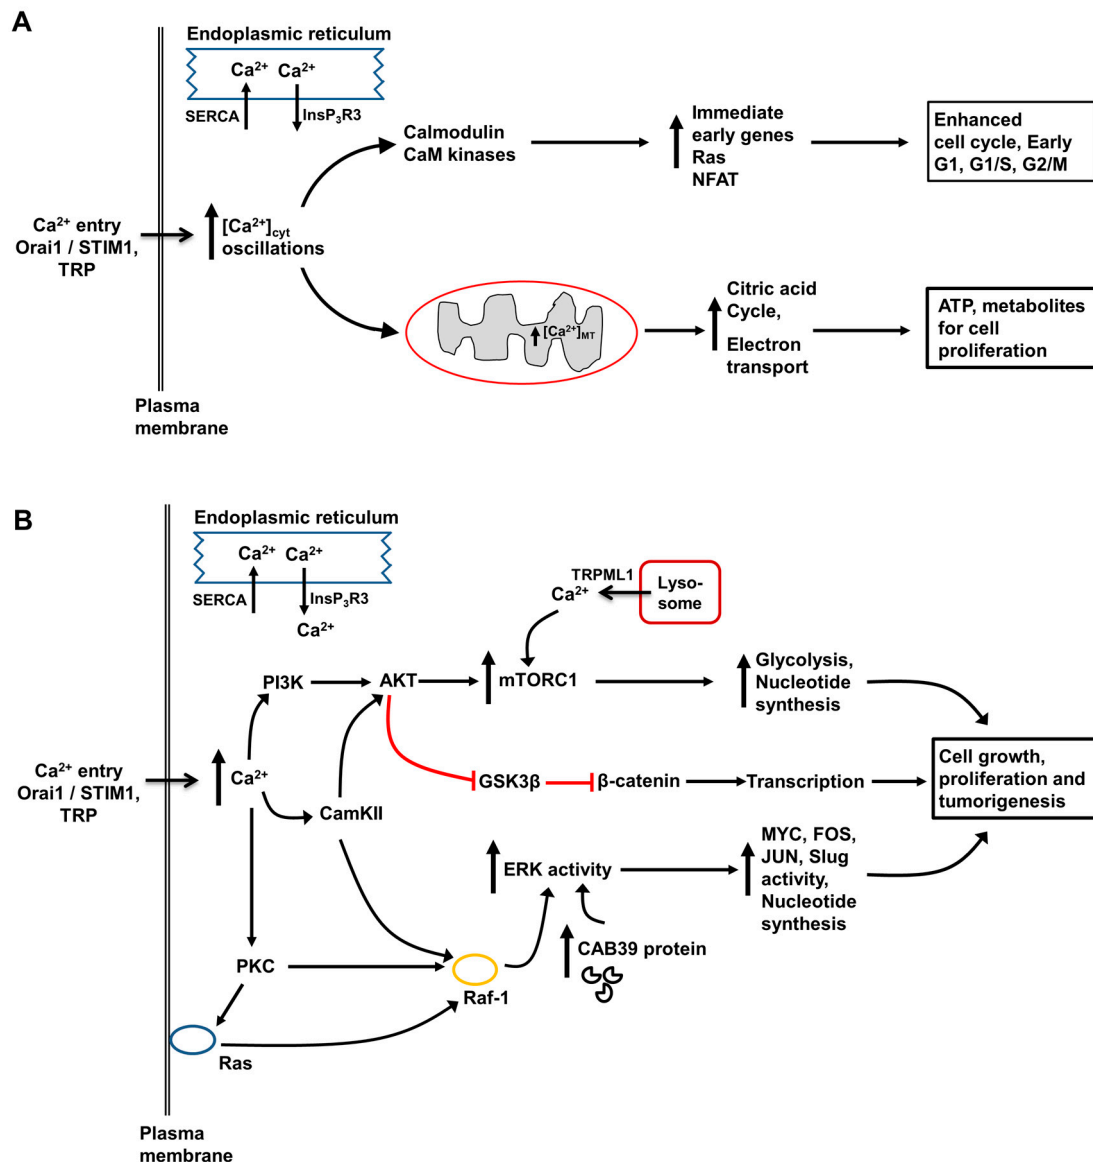 A
Endoplasmic reticulum
Ca²⁺ Ca²⁺
SERCA
InsP₃R3
Calmodulin
CaM kinases
Immediate
early genes
Ras
NFAT
Enhanced
cell cycle, Early
G1, G1/S, G2/M
Ca²⁺ entry
Orai1 / STIM1,
TRP
[Ca²⁺]cyt
oscillations
[Ca²⁺]MT
Citric acid
Cycle,
Electron
transport
ATP, metabolites
for cell
proliferation
Plasma
membrane
B
Endoplasmic reticulum
Ca²⁺ Ca²⁺
SERCA
InsP₃R3
Ca²⁺
TRPML1
Ca²⁺
Lyso-
some
PI3K
AKT
mTORC1
Glycolysis,
Nucleotide
synthesis
Ca²⁺ entry
Orai1 / STIM1,
TRP
Ca²⁺
CamKII
GSK3β
β-catenin
Transcription
Cell growth,
proliferation and
tumorigenesis
ERK activity
MYC, FOS,
JUN, Slug
activity,
Nucleotide
synthesis
CAB39 protein
PKC
Raf-1
Ras
Plasma
membrane